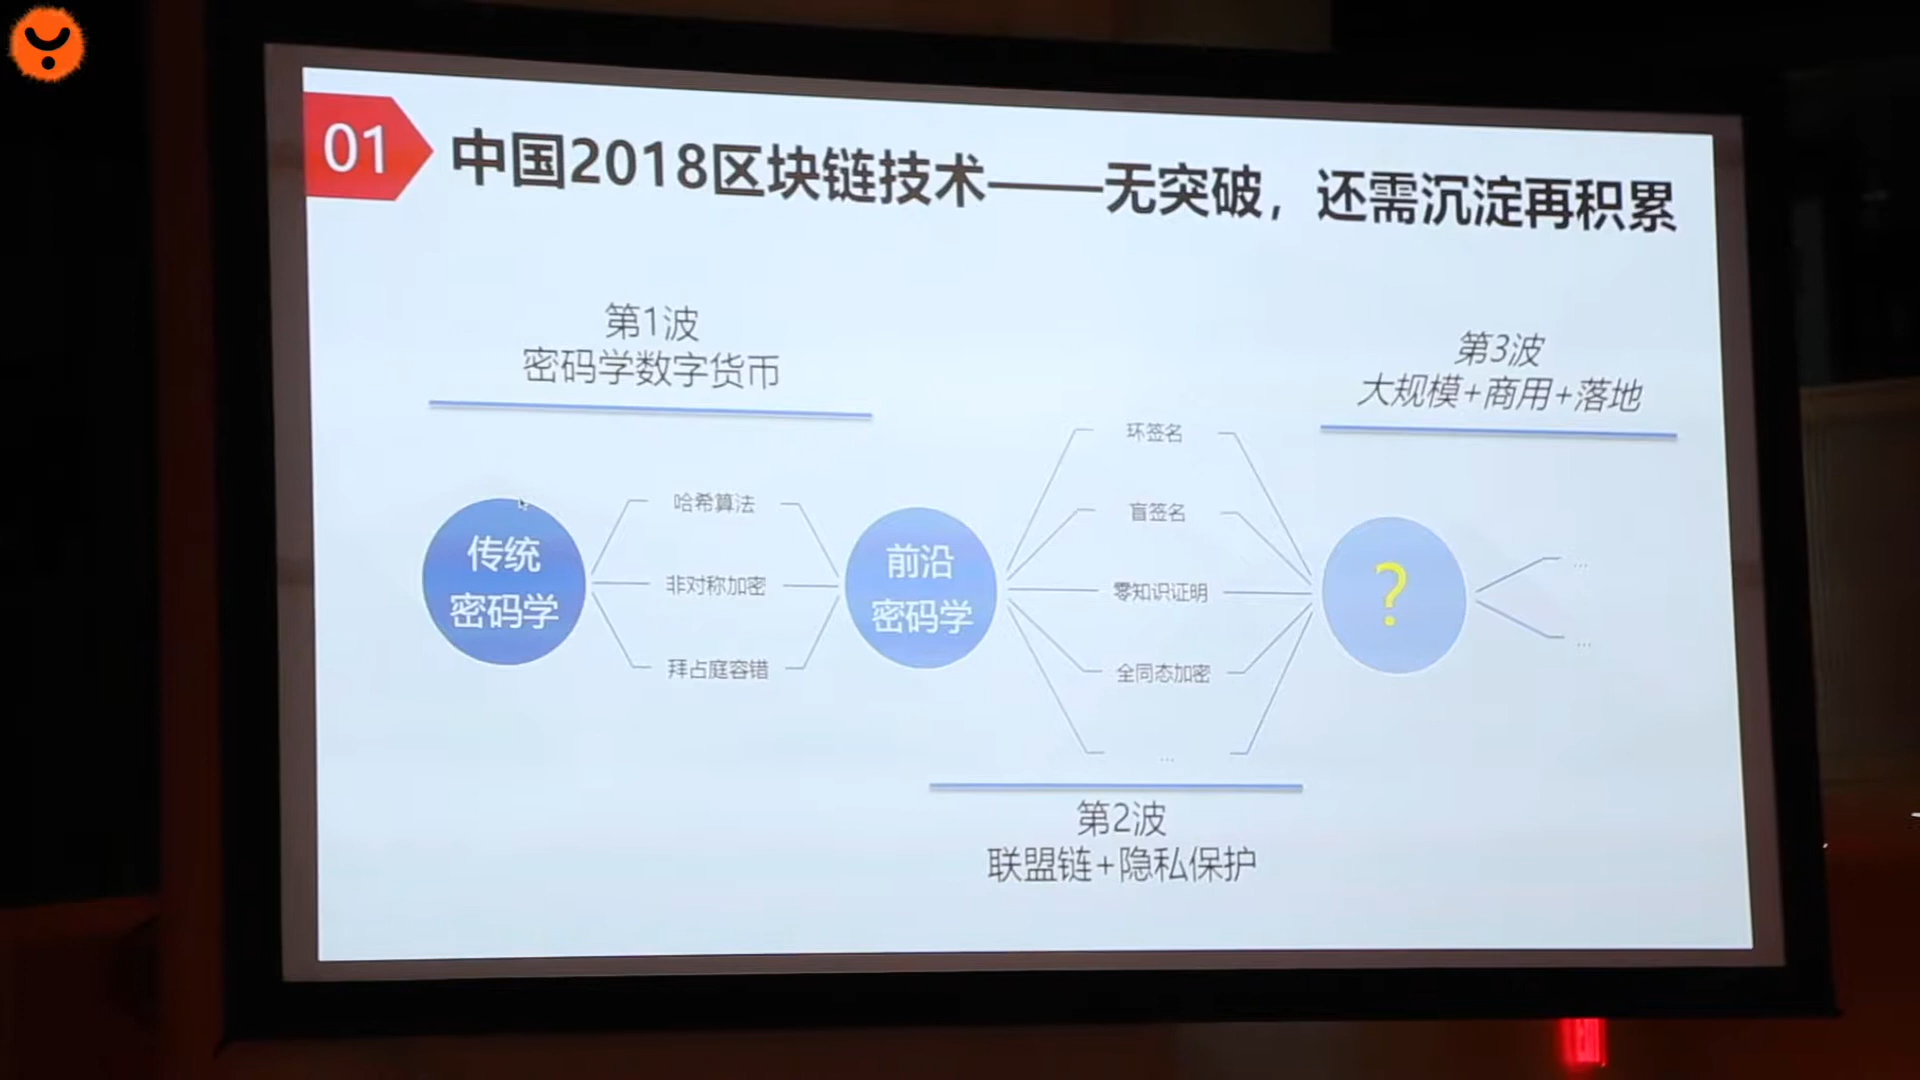 01
中国2018区块链技术——无突破，还需沉淀再积累
第1波
密码学数字货币
第3波
大规模+商用+落地
传统
密码学
哈希算法
非对称加密
拜占庭容错
前沿
密码学
环签名
盲签名
零知识证明
全同态加密
...
?
...
...
第2波
联盟链+隐私保护